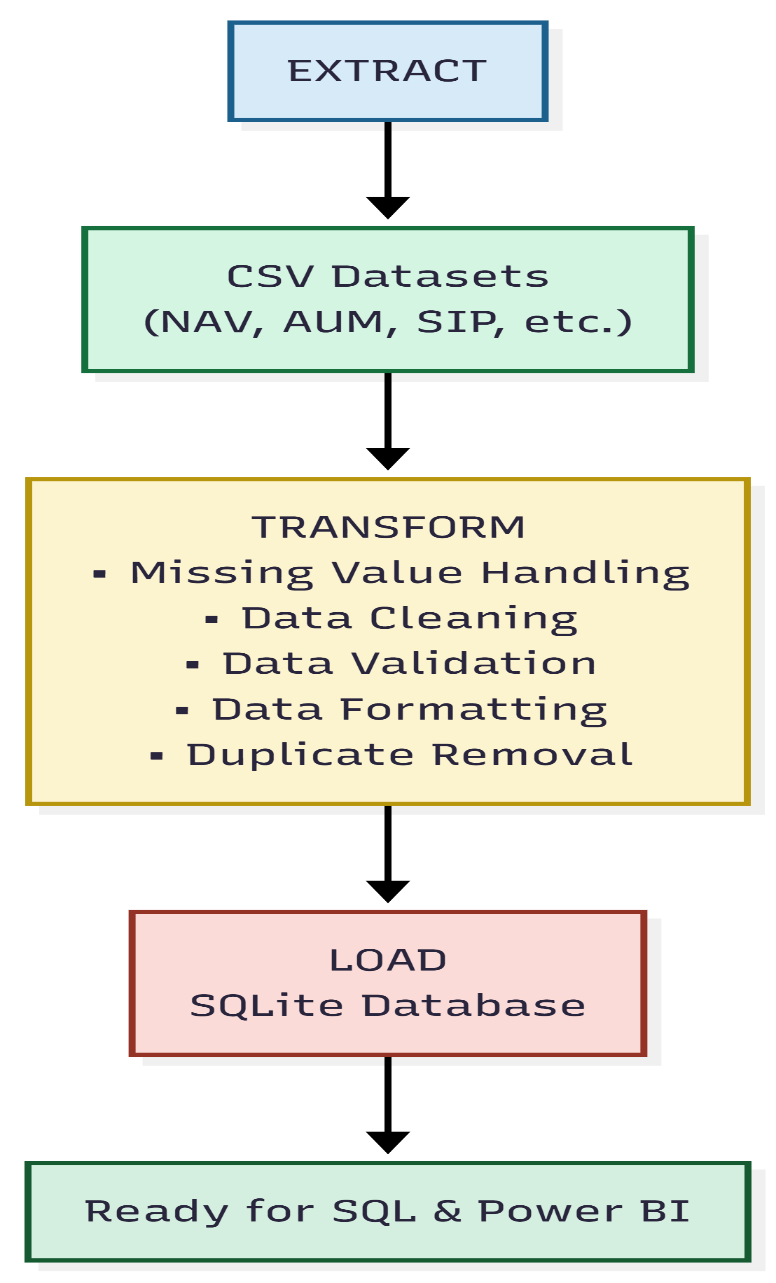 EXTRACT
CSV Datasets
(NAV, AUM, SIP, etc.)
TRANSFORM
▪ Missing Value Handling
▪ Data Cleaning
▪ Data Validation
▪ Data Formatting
▪ Duplicate Removal
LOAD
SQLite Database
Ready for SQL & Power BI